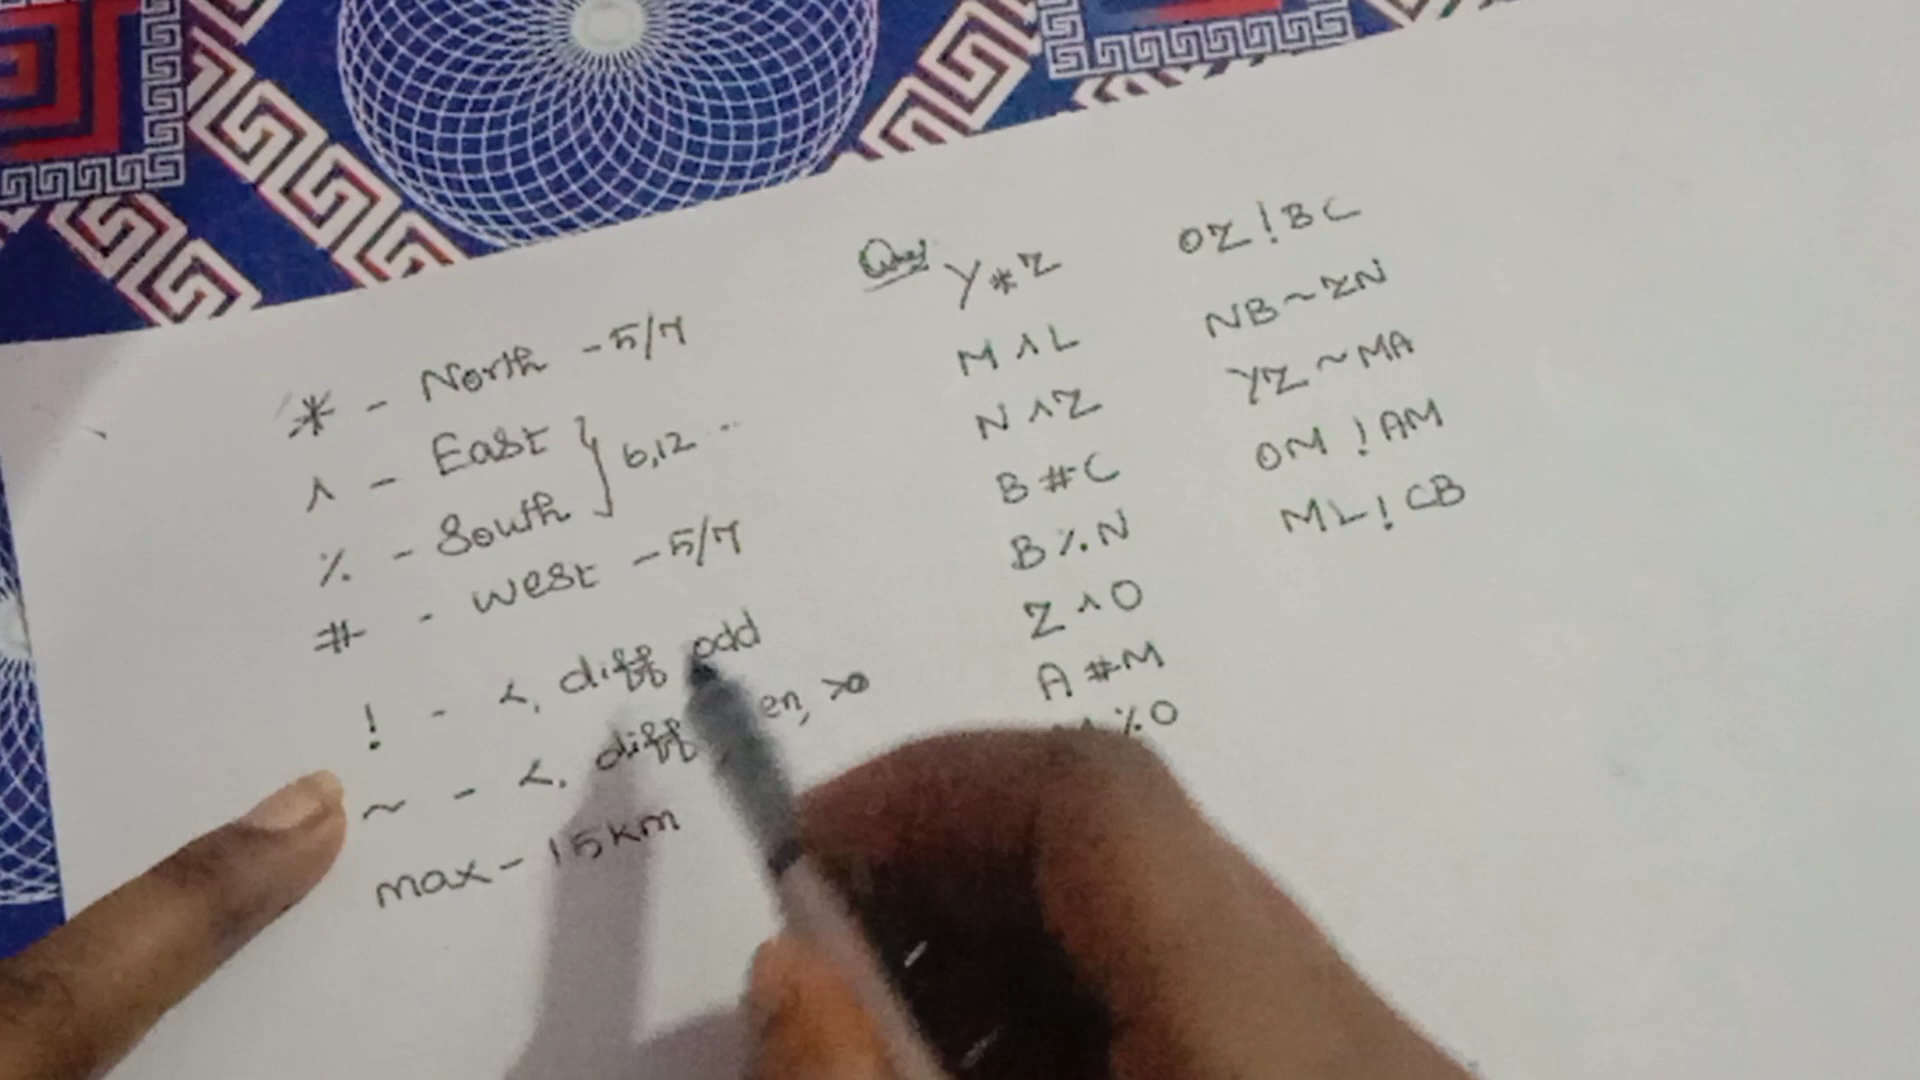 * - North - 5/7
^ - East } 6,12 ...
% - South
# - west - 5/7
! - <, diff odd
~ - <, diff en, >0
max - 15km
Ques Y * Z
M ^ L
N ^ Z
B # C
B % N
Z ^ O
A # M
% O
OZ ! BC
NB ~ ZN
YZ ~ MA
OM ! AM
ML ! CB